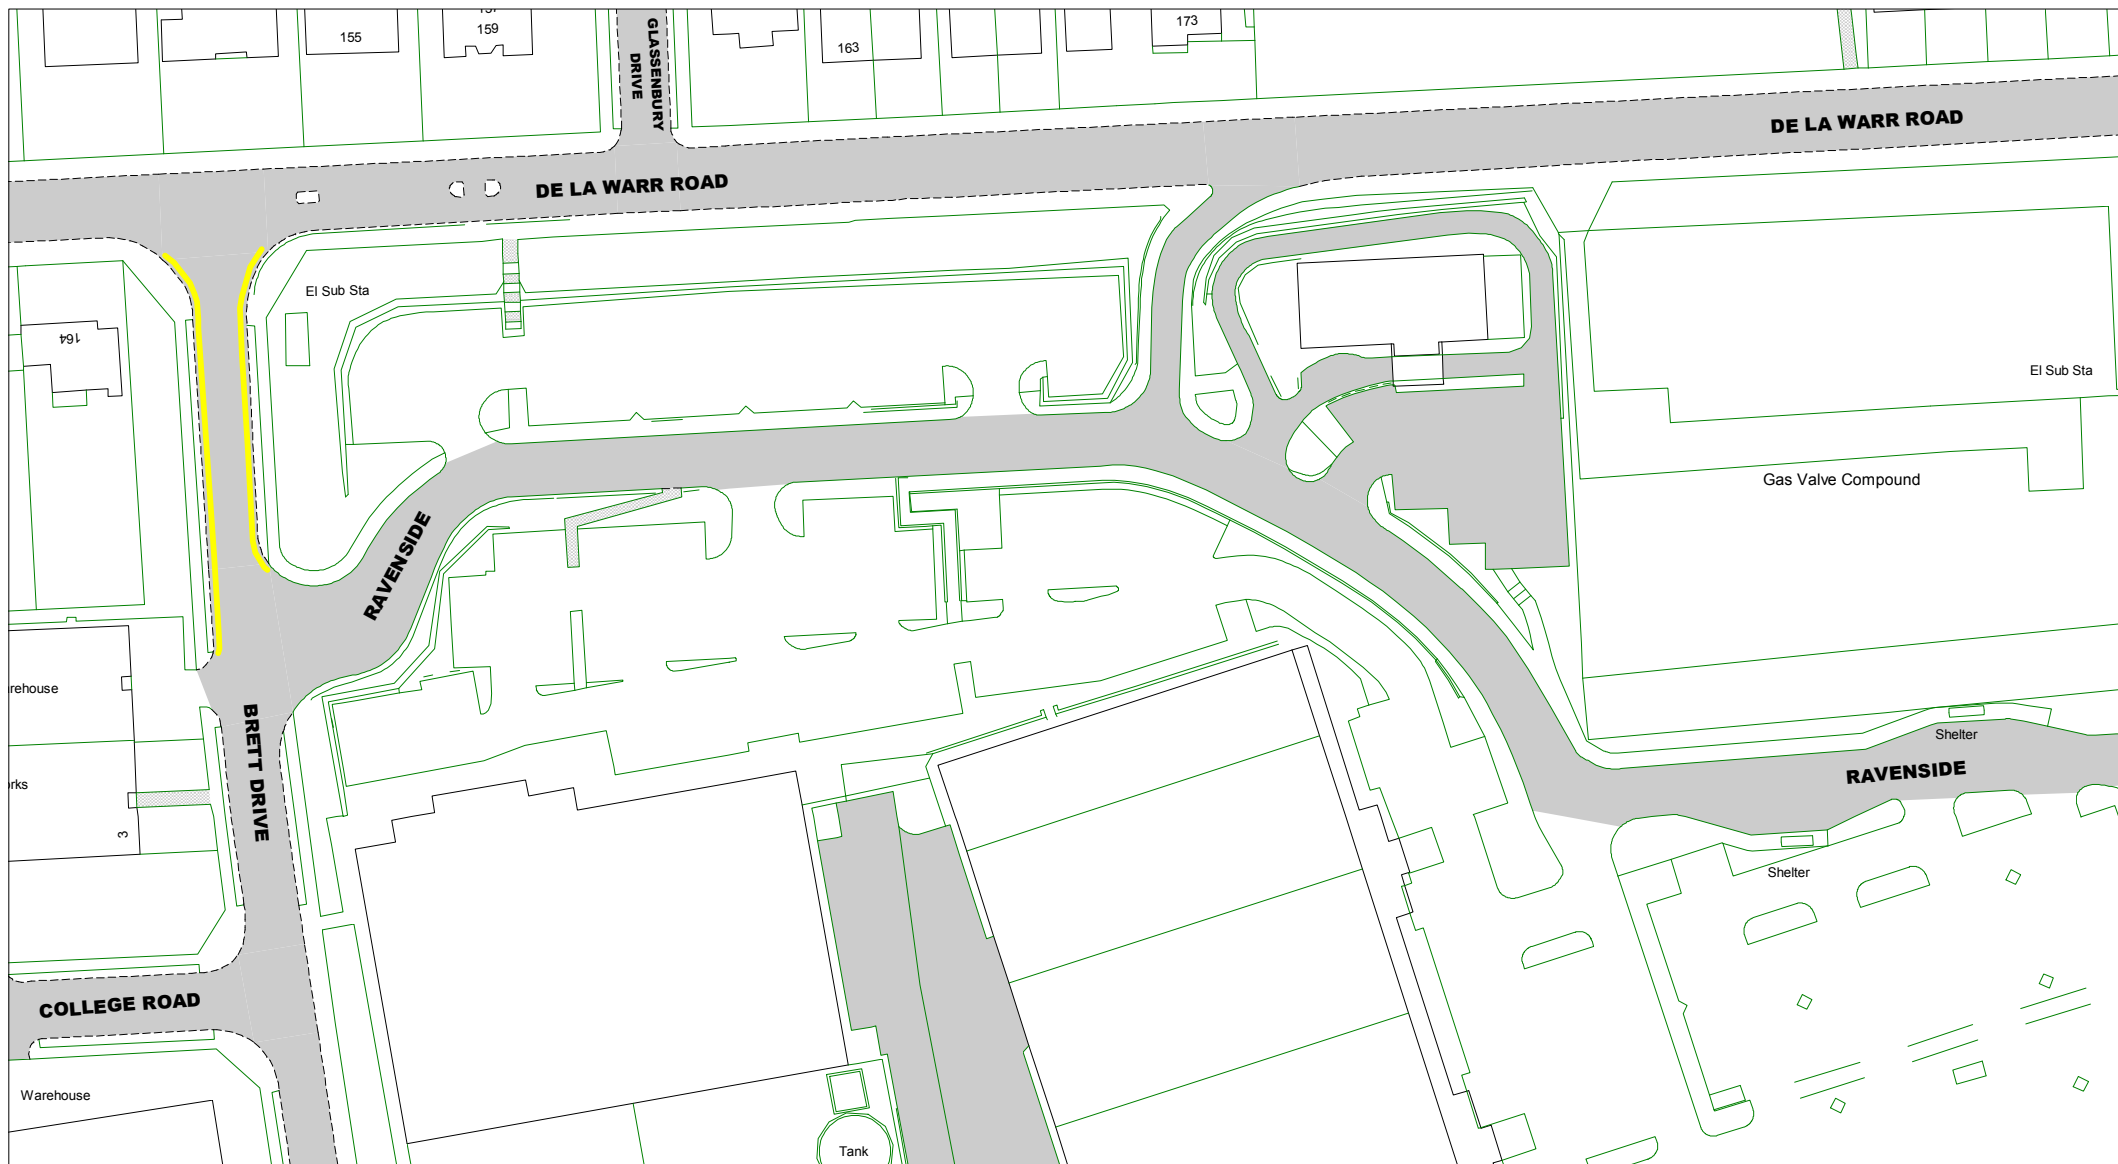 155
159
GLASSENBURY
DRIVE
163
173
DE LA WARR ROAD
DE LA WARR ROAD
El Sub Sta
164
El Sub Sta
Gas Valve Compound
RAVENSIDE
rehouse
BRETT DRIVE
Shelter
RAVENSIDE
orks
3
Shelter
COLLEGE ROAD
Warehouse
Tank